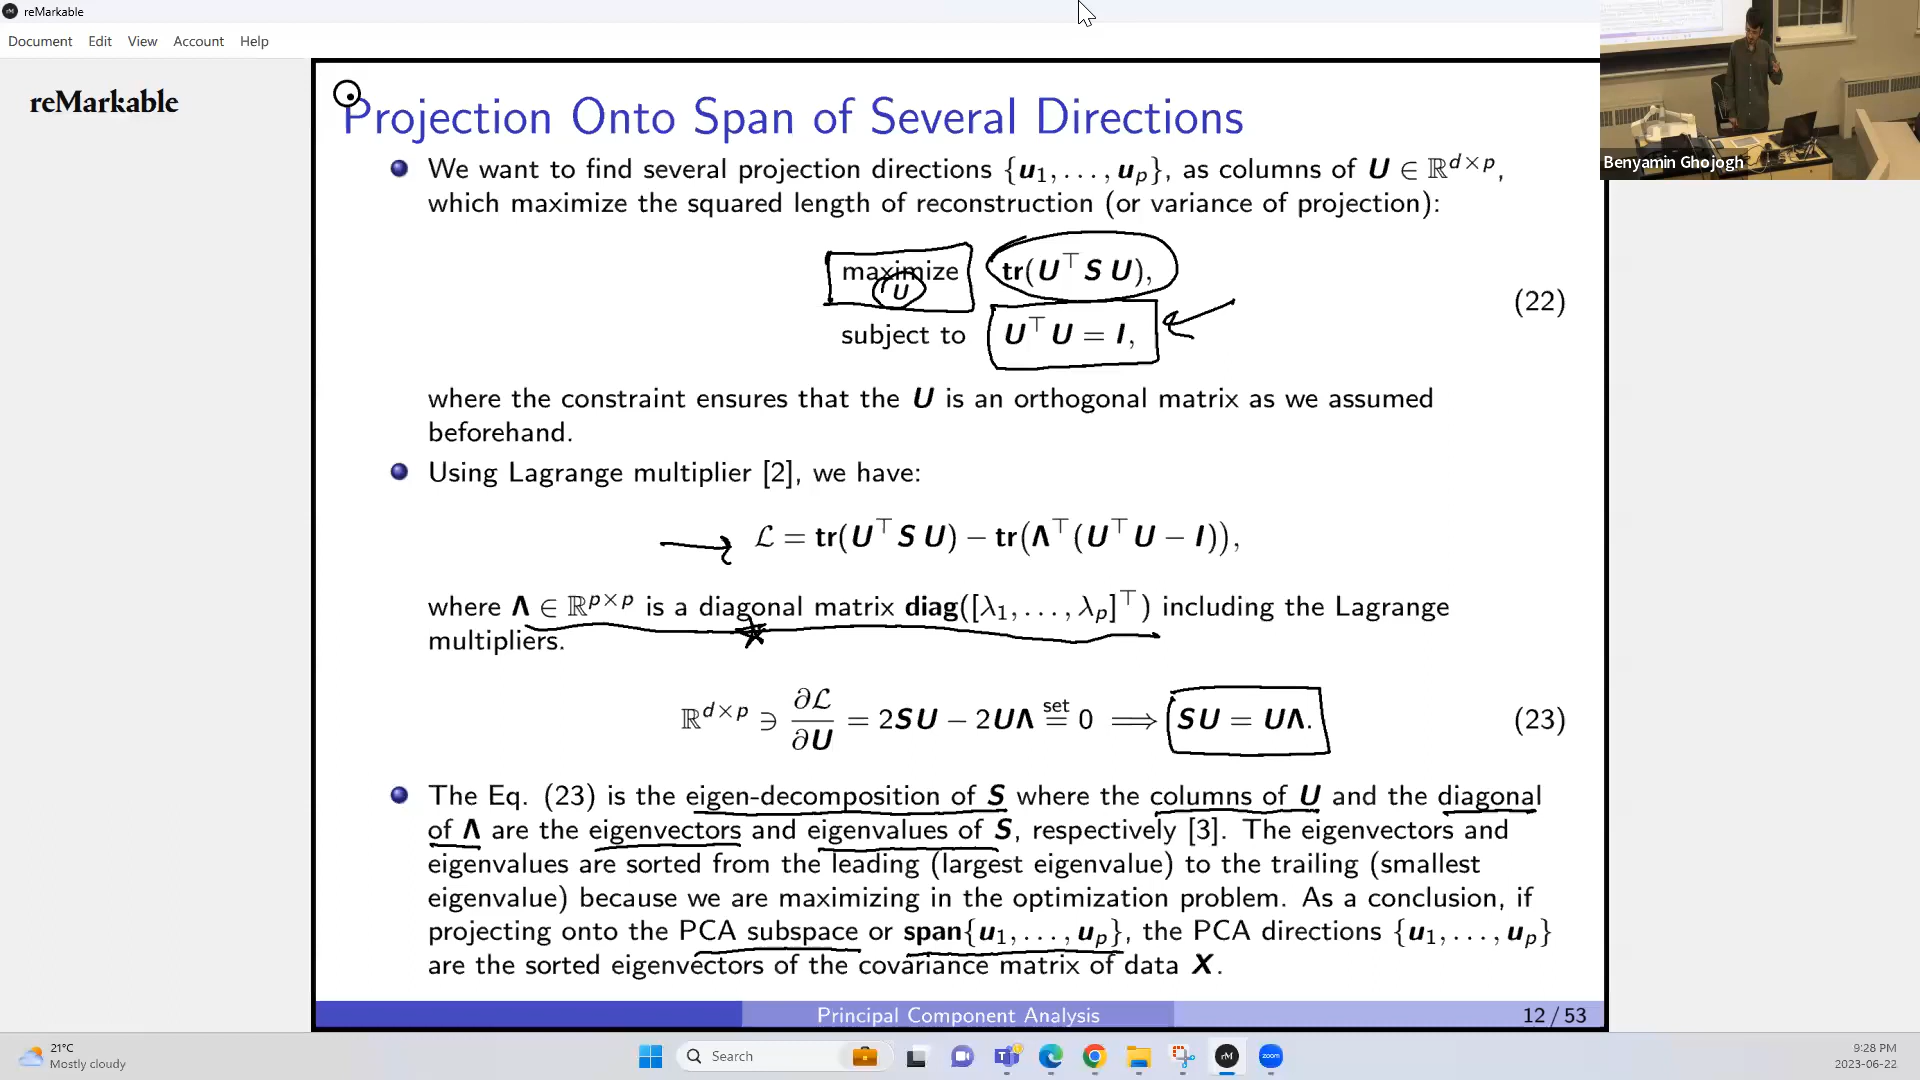 reMarkable
Document Edit View Account Help
reMarkable
Projection Onto Span of Several Directions
We want to find several projection directions {u₁, . . . , uₚ}, as columns of U ∈ ℝ^{d×p},
which maximize the squared length of reconstruction (or variance of projection):
maximize tr(U^⊤ S U),
U
(22)
subject to U^⊤ U = I,
where the constraint ensures that the U is an orthogonal matrix as we assumed
beforehand.
Using Lagrange multiplier [2], we have:
ℒ = tr(U^⊤ S U) − tr(Λ^⊤(U^⊤ U − I)),
where Λ ∈ ℝ^{p×p} is a diagonal matrix diag([λ₁, . . . , λₚ]^⊤) including the Lagrange
multipliers.
ℝ^{d×p} ∋ ∂ℒ/∂U = 2SU − 2UΛ set= 0 ⟹ SU = UΛ. (23)
The Eq. (23) is the eigen-decomposition of S where the columns of U and the diagonal
of Λ are the eigenvectors and eigenvalues of S, respectively [3]. The eigenvectors and
eigenvalues are sorted from the leading (largest eigenvalue) to the trailing (smallest
eigenvalue) because we are maximizing in the optimization problem. As a conclusion, if
projecting onto the PCA subspace or span{u₁, . . . , uₚ}, the PCA directions {u₁, . . . , uₚ}
are the sorted eigenvectors of the covariance matrix of data X.
Principal Component Analysis 12 / 53
Benyamin Ghojogh
21°C
Mostly cloudy
Search
rM
zoom
9:28 PM
2023-06-22